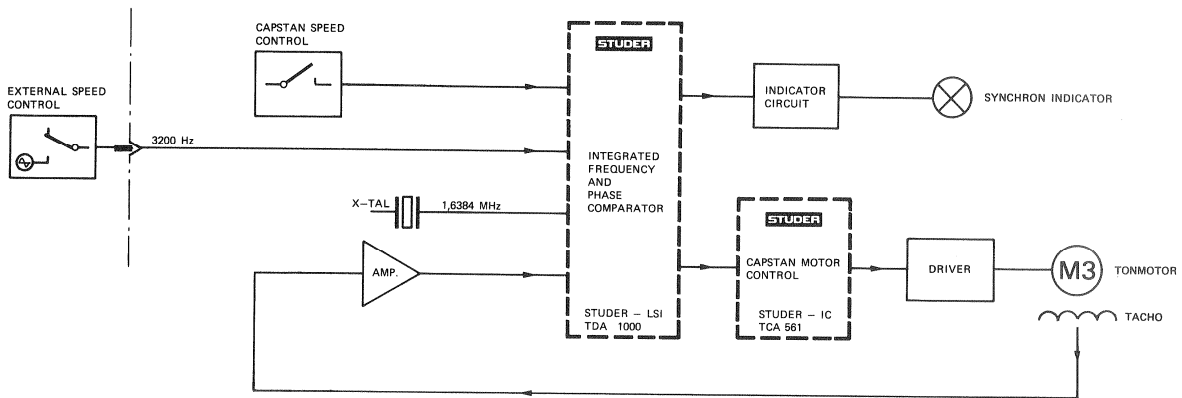 EXTERNAL SPEED
CONTROL
3200 Hz
CAPSTAN SPEED
CONTROL
X-TAL
1,6384 MHz
AMP.
STUDER
INTEGRATED
FREQUENCY
AND
PHASE
COMPARATOR
STUDER – LSI
TDA 1000
INDICATOR
CIRCUIT
SYNCHRON INDICATOR
STUDER
CAPSTAN MOTOR
CONTROL
STUDER – IC
TCA 561
DRIVER
M3
TONMOTOR
TACHO